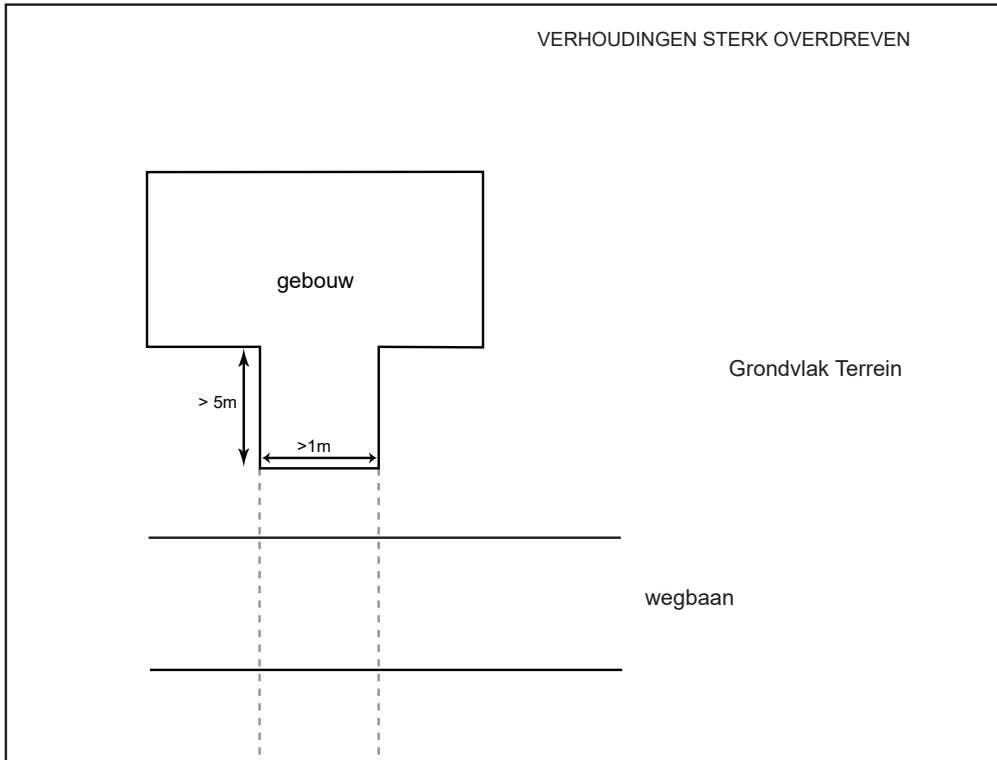 VERHOUDINGEN STERK OVERDREVEN
gebouw
Grondvlak Terrein
> 5m
>1m
wegbaan